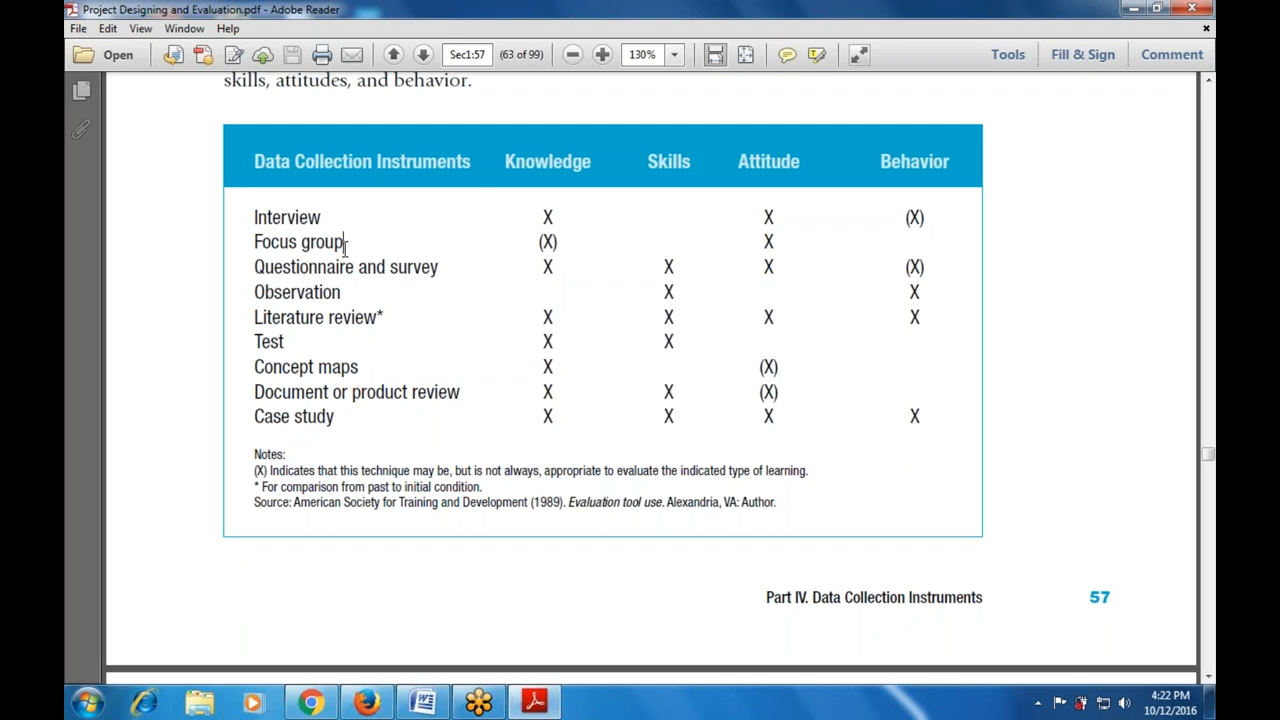 Project Designing and Evaluation.pdf - Adobe Reader
File Edit View Window Help
Open Sec1:57 (63 of 99) 130% Tools Fill & Sign Comment
skills, attitudes, and behavior.
Data Collection Instruments Knowledge Skills Attitude Behavior
Interview X X (X)
Focus group (X) X
Questionnaire and survey X X X (X)
Observation X X
Literature review* X X X X
Test X X
Concept maps X (X)
Document or product review X X (X)
Case study X X X X
Notes:
(X) Indicates that this technique may be, but is not always, appropriate to evaluate the indicated type of learning.
* For comparison from past to initial condition.
Source: American Society for Training and Development (1989). Evaluation tool use. Alexandria, VA: Author.
Part IV. Data Collection Instruments 57
4:22 PM
10/12/2016